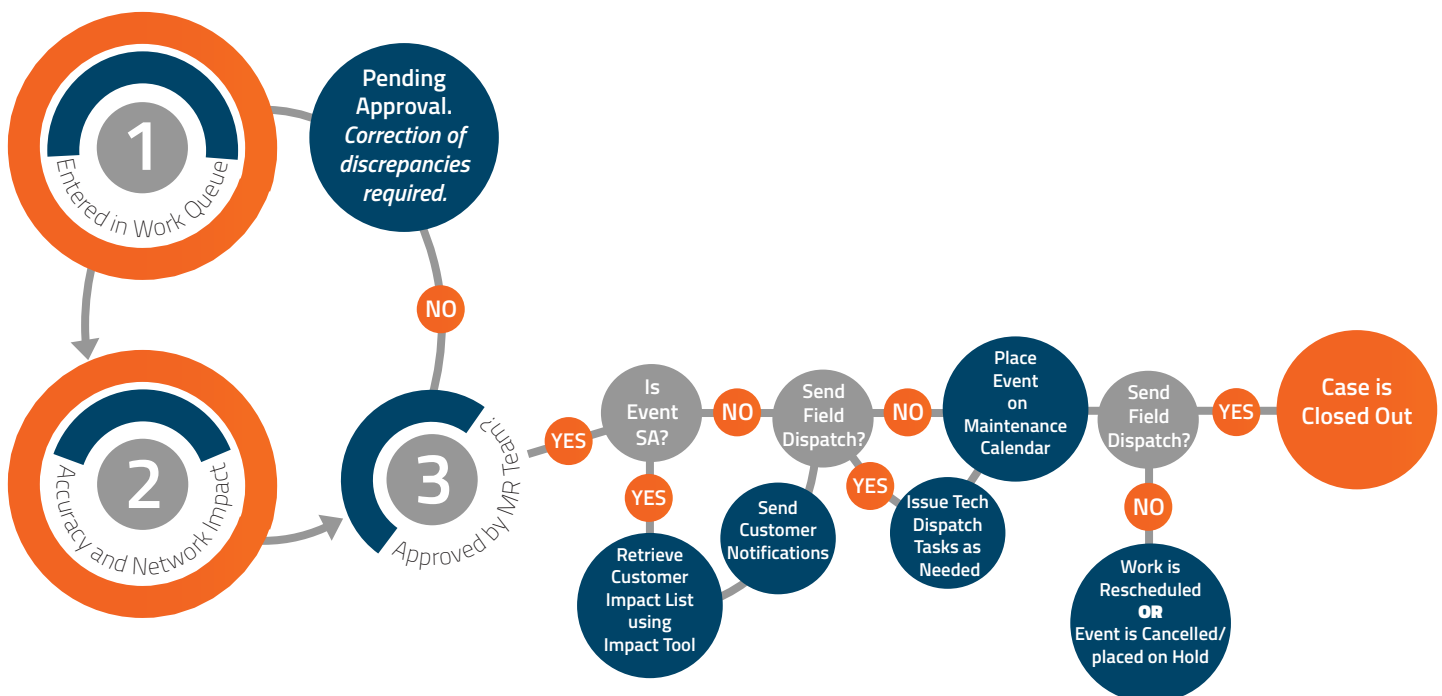 1
Entered in Work Queue
Pending
Approval.
Correction of
discrepancies
required.
NO
2
Accuracy and Network Impact
3
Approved by MR Team?
YES
Is
Event
SA?
NO
YES
Retrieve
Customer
Impact List
using
Impact Tool
Send
Customer
Notifications
Send
Field
Dispatch?
NO
YES
Issue Tech
Dispatch
Tasks as
Needed
Place
Event
on
Maintenance
Calendar
Send
Field
Dispatch?
YES
NO
Work is
Rescheduled
OR
Event is Cancelled/
placed on Hold
Case is
Closed Out